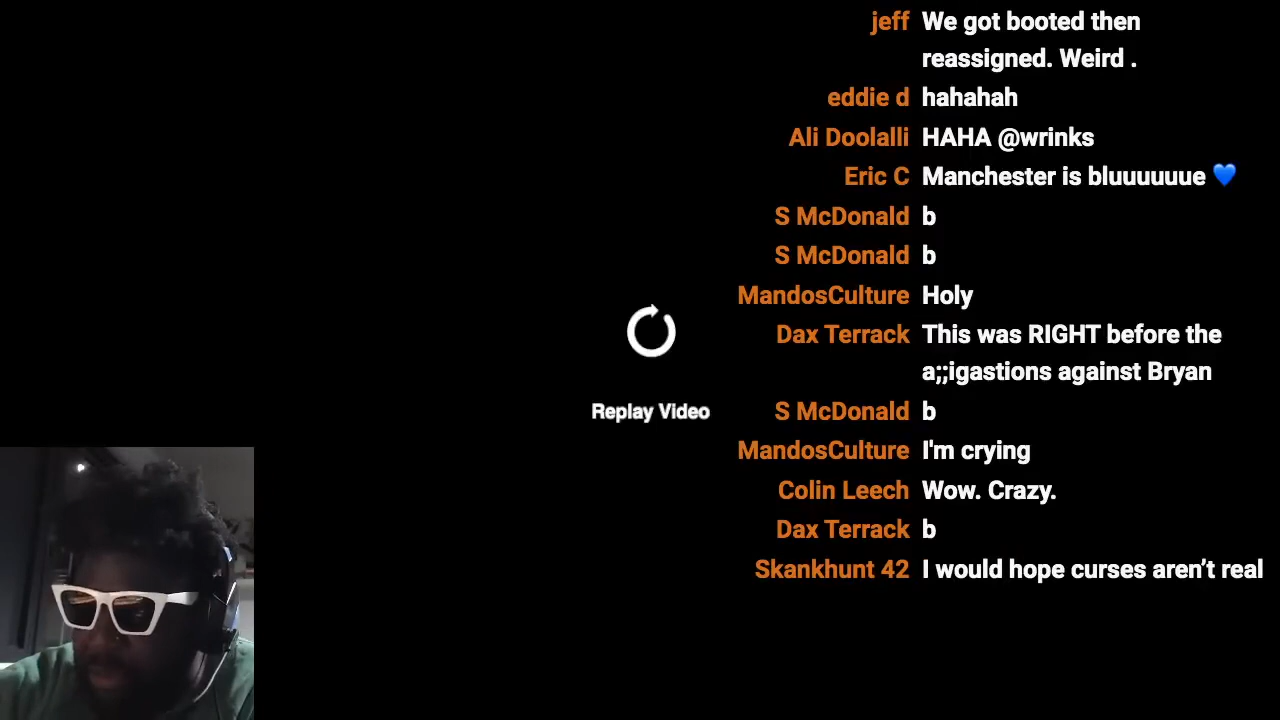 jeff We got booted then
reassigned. Weird .
eddie d hahahah
Ali Doolalli HAHA @wrinks
Eric C Manchester is bluuuuuue 💙
S McDonald b
S McDonald b
MandosCulture Holy
Dax Terrack This was RIGHT before the
a;;igastions against Bryan
Replay Video
S McDonald b
MandosCulture I'm crying
Colin Leech Wow. Crazy.
Dax Terrack b
Skankhunt 42 I would hope curses aren’t real